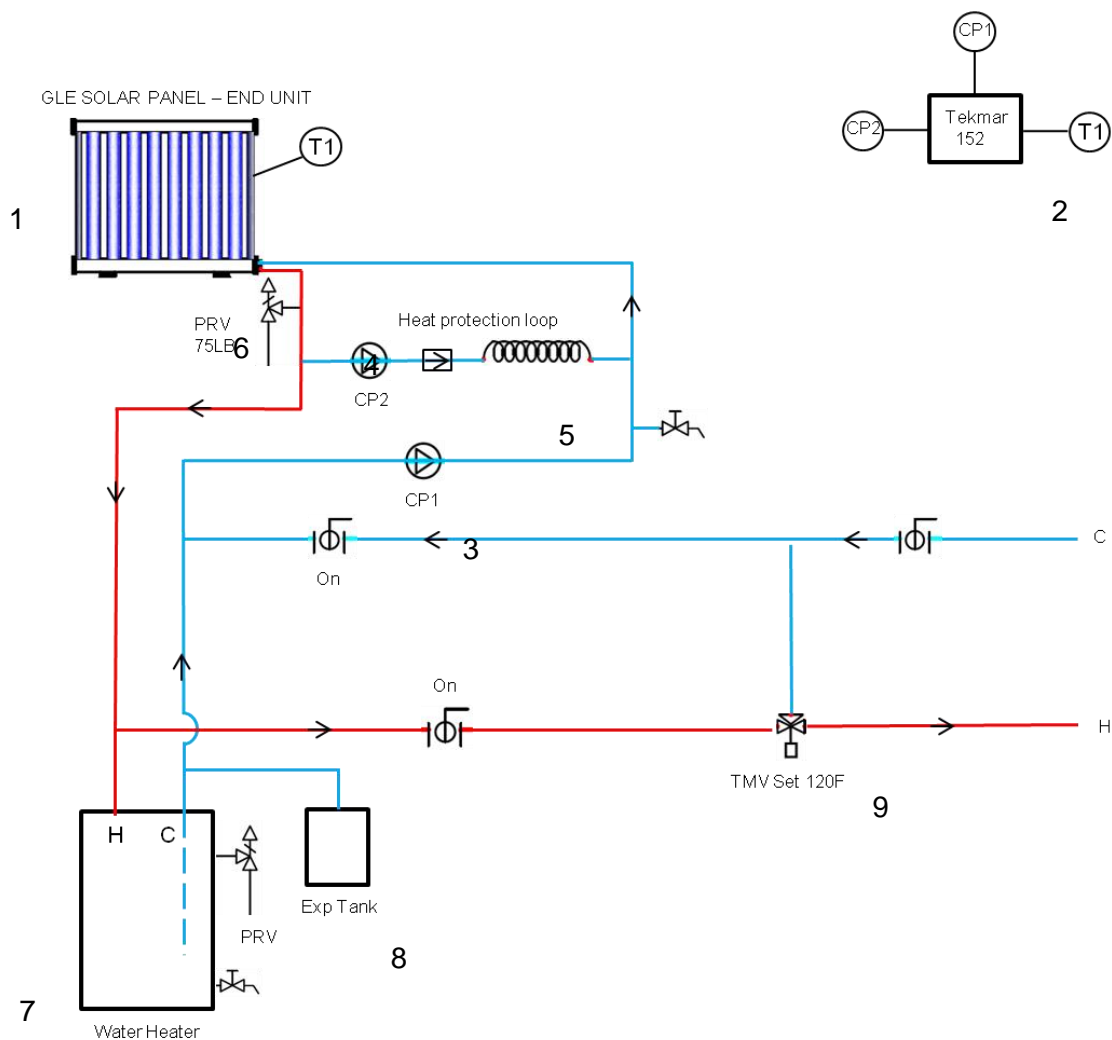 CP1
GLE SOLAR PANEL – END UNIT
Tekmar
152
CP2
T1
T1
1
2
PRV
75LB
6
Heat protection loop
4
CP2
5
CP1
3
On
C
On
H
TMV Set 120F
9
H
C
Exp Tank
PRV
8
7
Water Heater